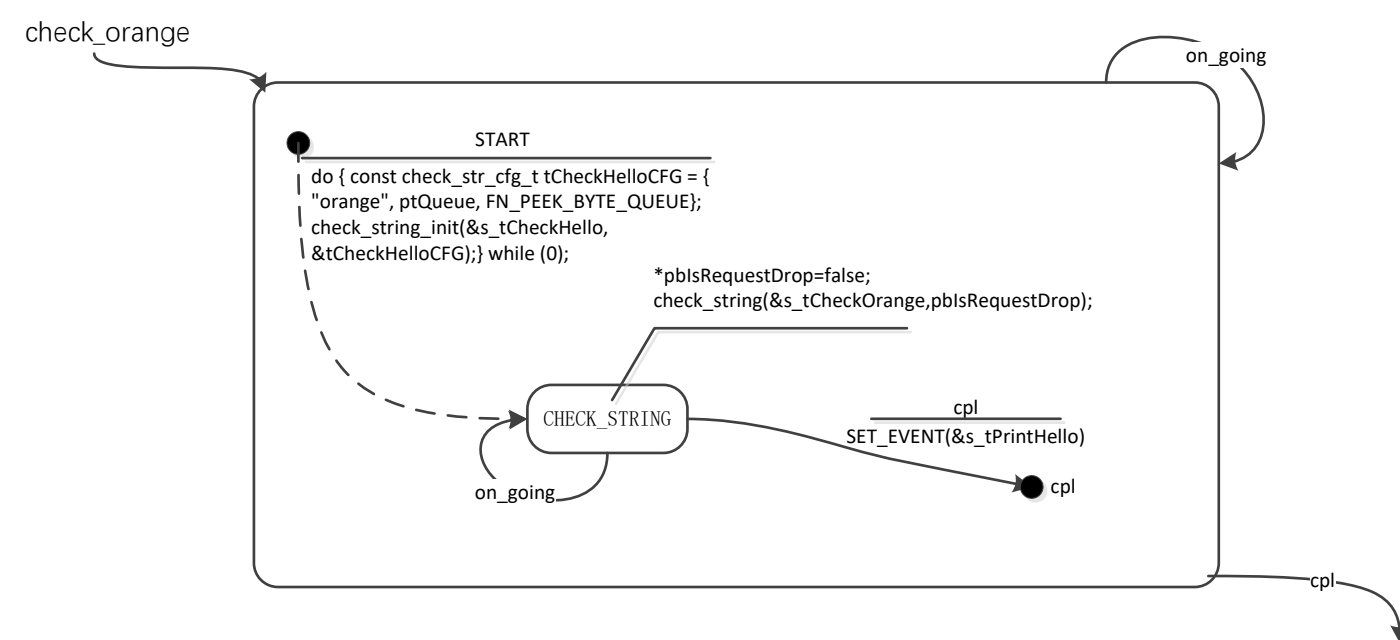 check_orange
on_going
START
do { const check_str_cfg_t tCheckHelloCFG = {
"orange", ptQueue, FN_PEEK_BYTE_QUEUE};
check_string_init(&s_tCheckHello,
&tCheckHelloCFG);} while (0);
*pbIsRequestDrop=false;
check_string(&s_tCheckOrange,pbIsRequestDrop);
CHECK_STRING
cpl
SET_EVENT(&s_tPrintHello)
cpl
on_going
cpl